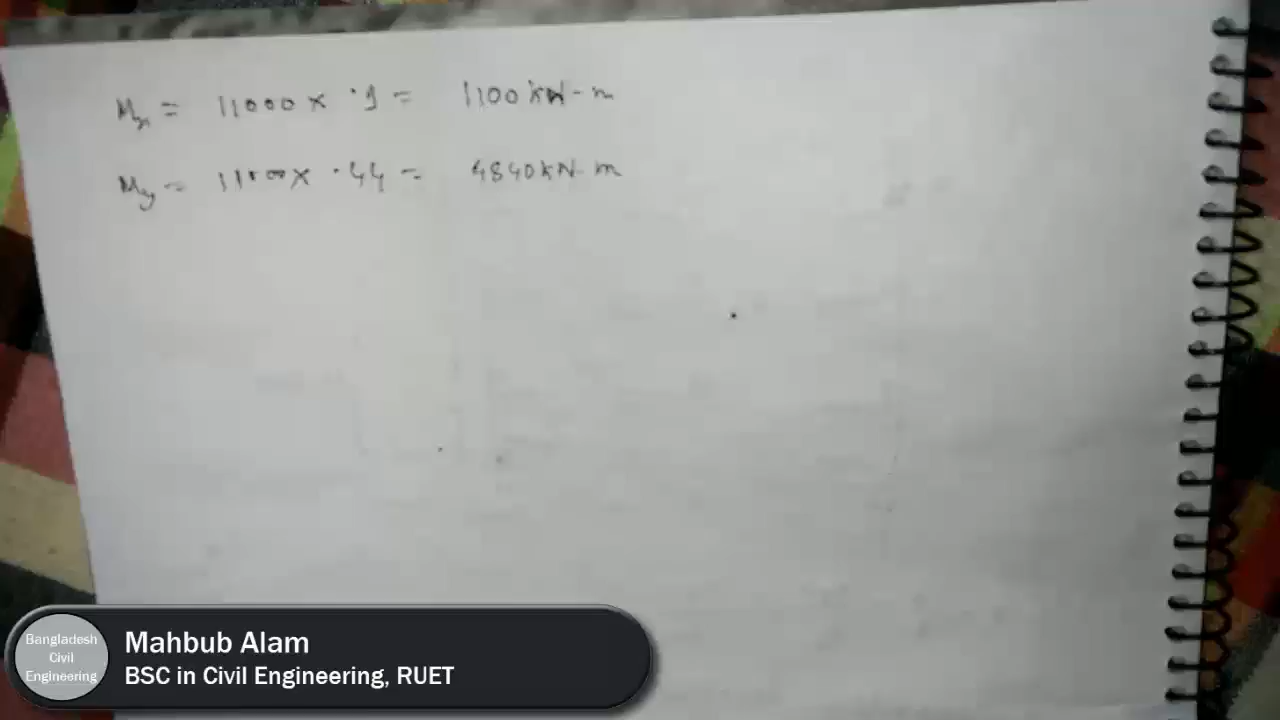 Mx = 11000 x .1 = 1100 kN-m
My = 11000 x .44 = 4840 kN-m
Bangladesh
Civil
Engineering
Mahbub Alam
BSC in Civil Engineering, RUET